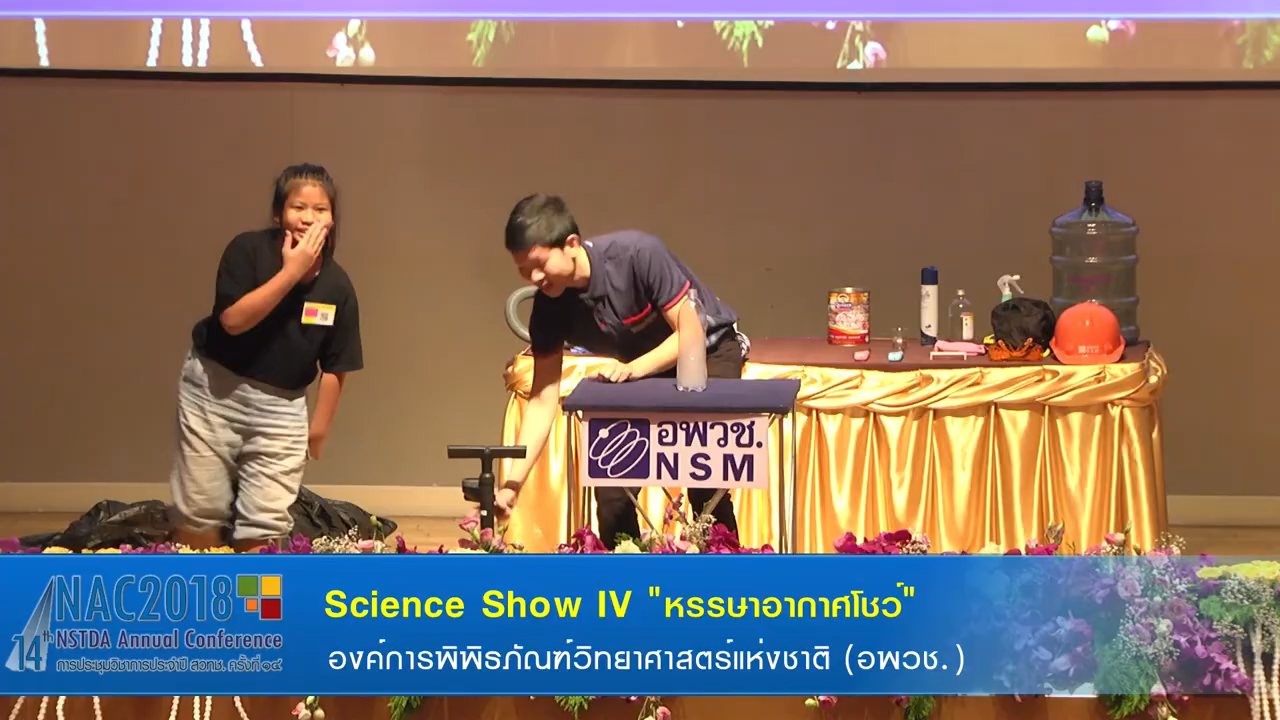 อพวช.
NSM
NAC2018
14th NSTDA Annual Conference
การประชุมวิชาการประจำปี สวทช. ครั้งที่ ๑๔
Science Show IV "หรรษาอากาศโชว์"
องค์การพิพิธภัณฑ์วิทยาศาสตร์แห่งชาติ (อพวช.)